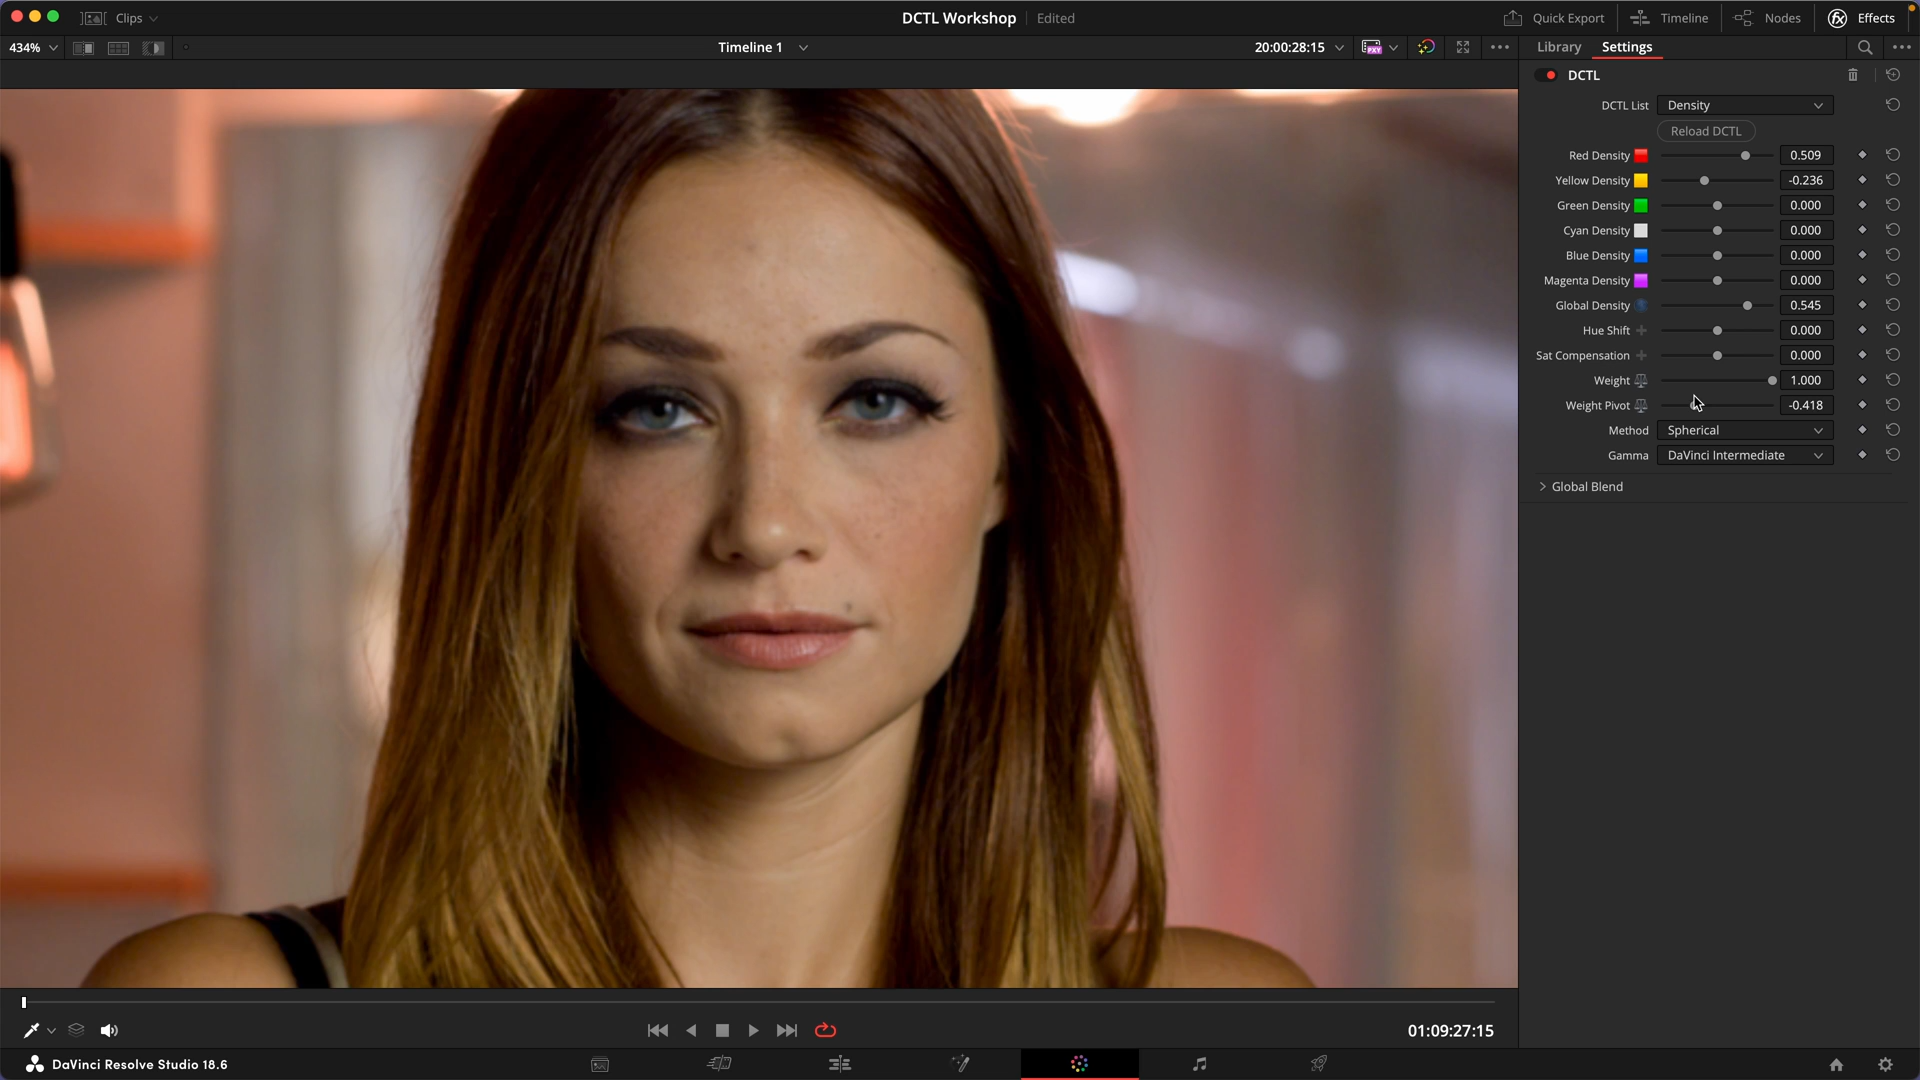 Clips
DCTL Workshop
Edited
Quick Export
Timeline
Nodes
Effects
434%
Timeline 1
20:00:28:15
PXY
Library
Settings
DCTL
DCTL List
Density
Reload DCTL
Red Density
0.509
Yellow Density
-0.236
Green Density
0.000
Cyan Density
0.000
Blue Density
0.000
Magenta Density
0.000
Global Density
0.545
Hue Shift
0.000
Sat Compensation
0.000
Weight
1.000
Weight Pivot
-0.418
Method
Spherical
Gamma
DaVinci Intermediate
Global Blend
01:09:27:15
DaVinci Resolve Studio 18.6